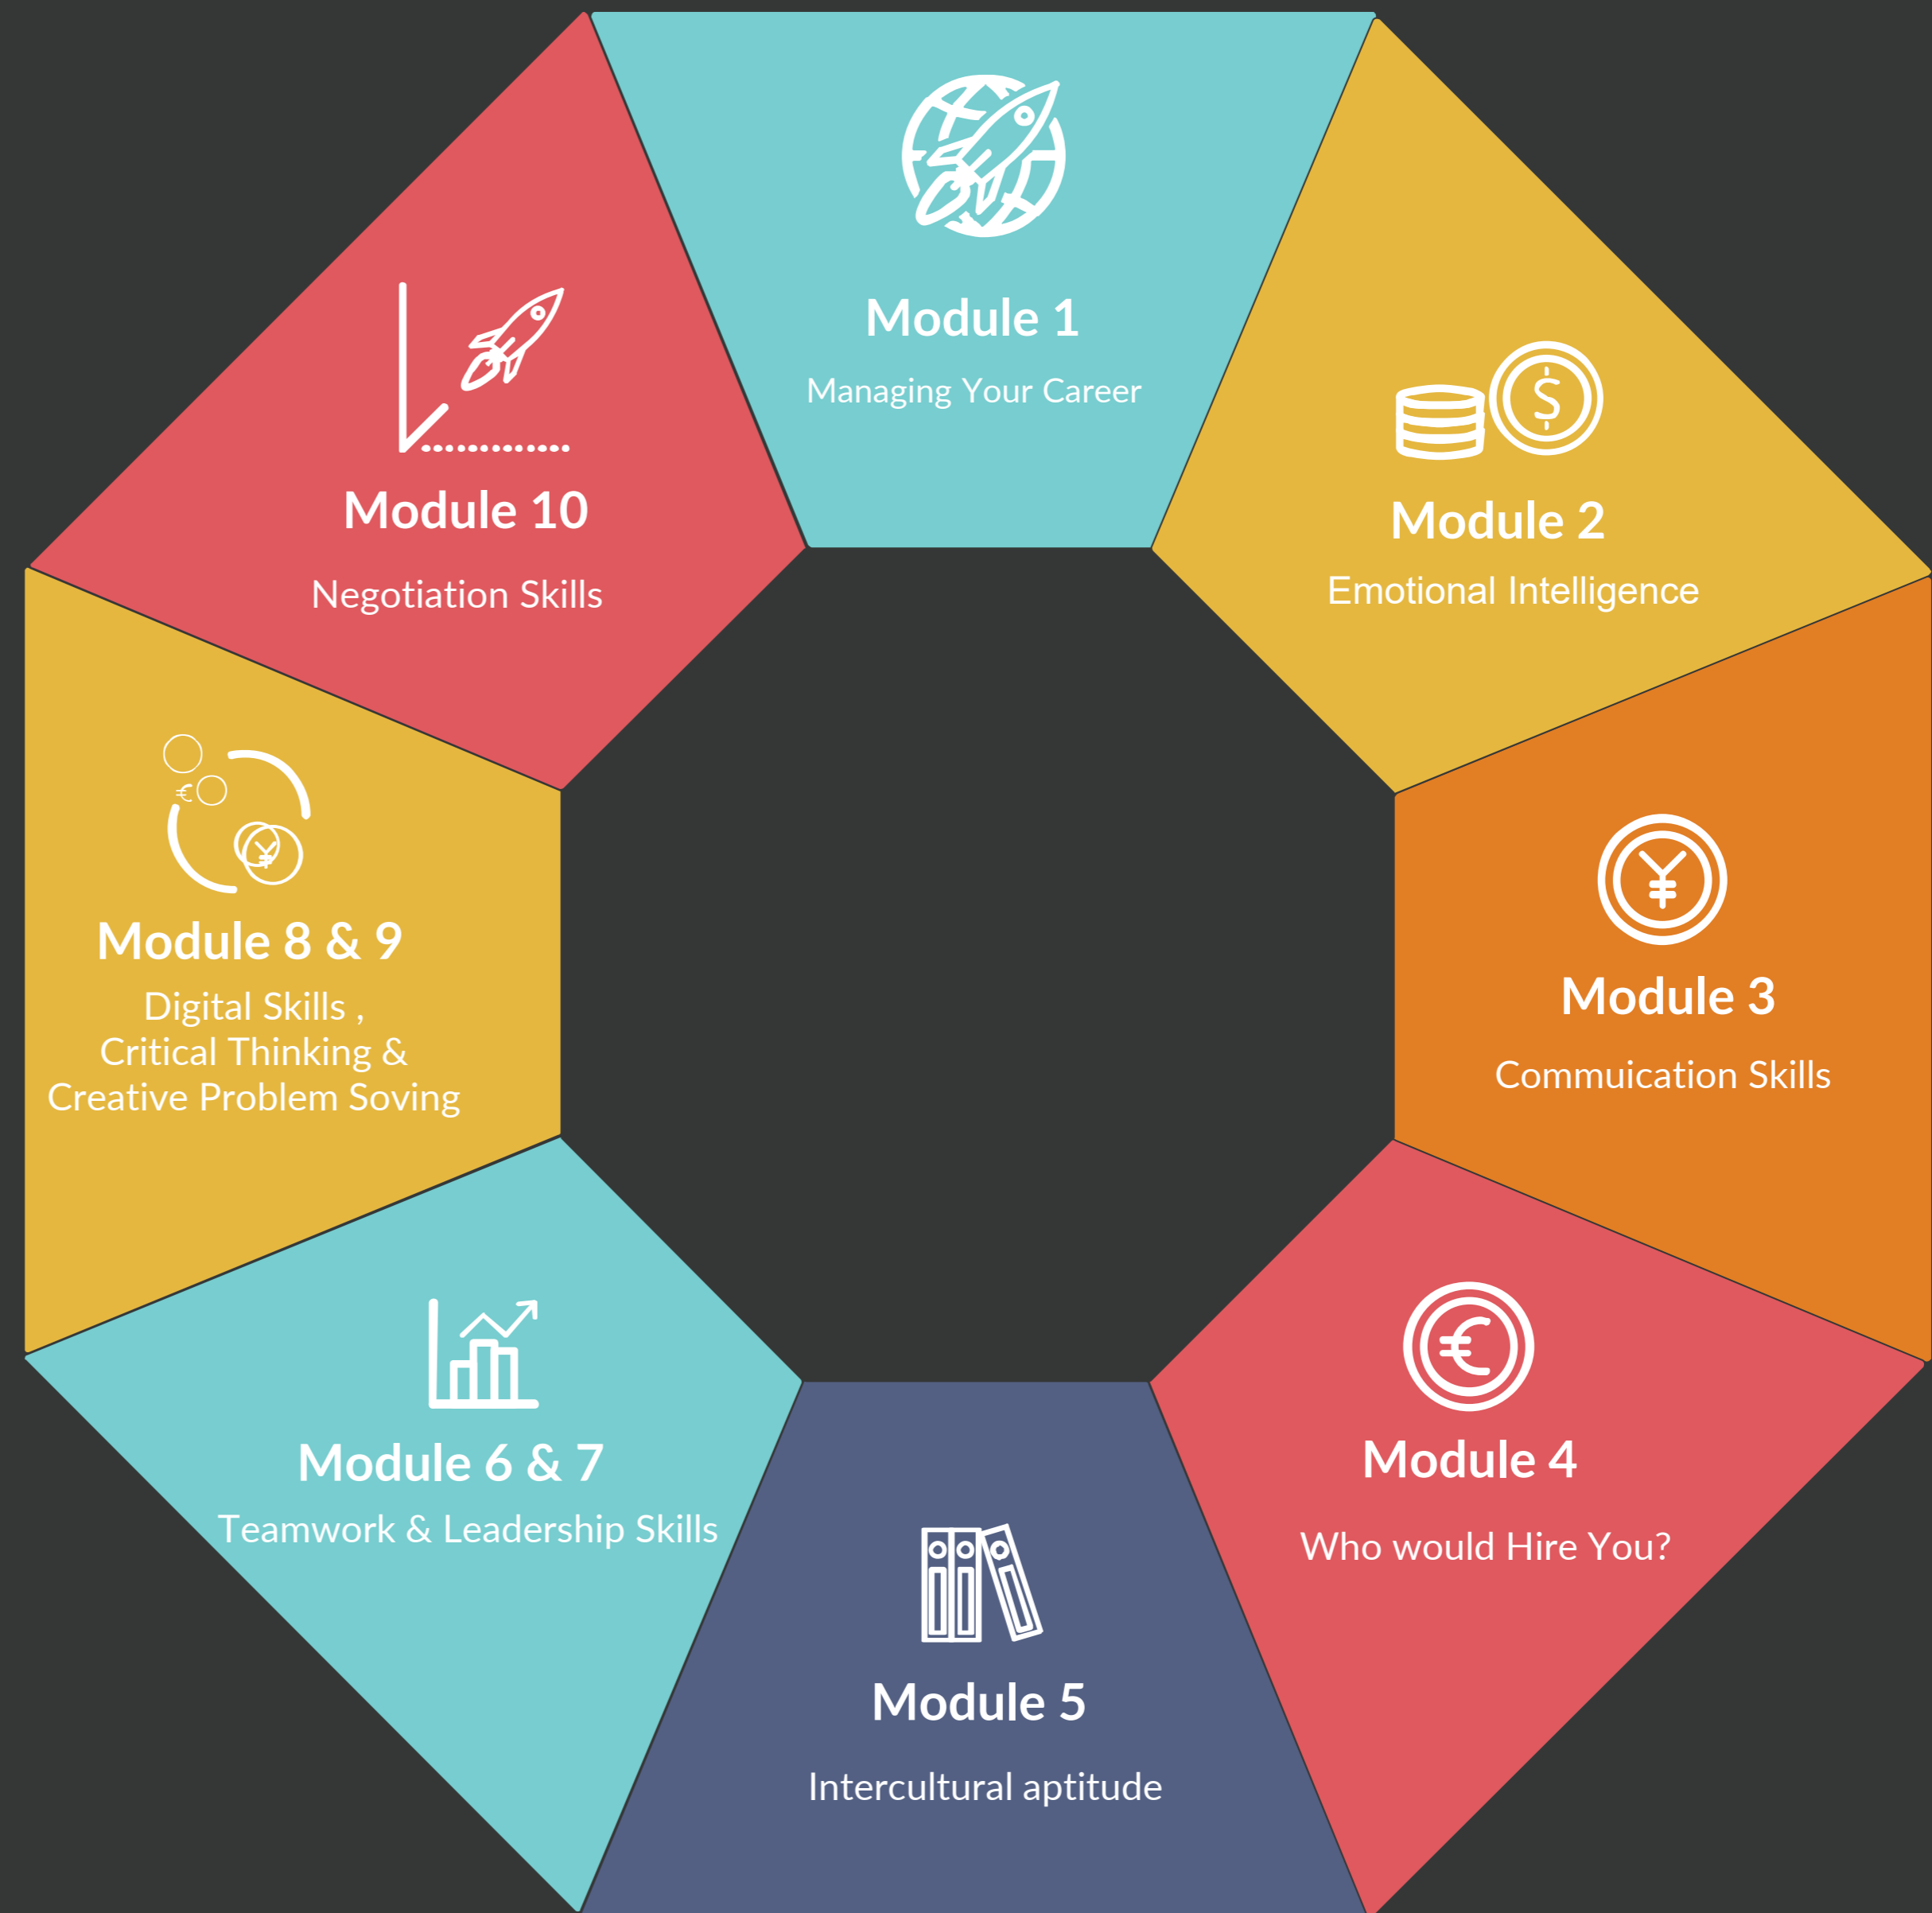 Module 1
Managing Your Career
Module 2
Emotional Intelligence
Module 3
Commuication Skills
Module 4
Who would Hire You?
Module 5
Intercultural aptitude
Module 6 & 7
Teamwork & Leadership Skills
Module 8 & 9
Digital Skills ,
Critical Thinking &
Creative Problem Soving
Module 10
Negotiation Skills
$
¥
€
€
¥